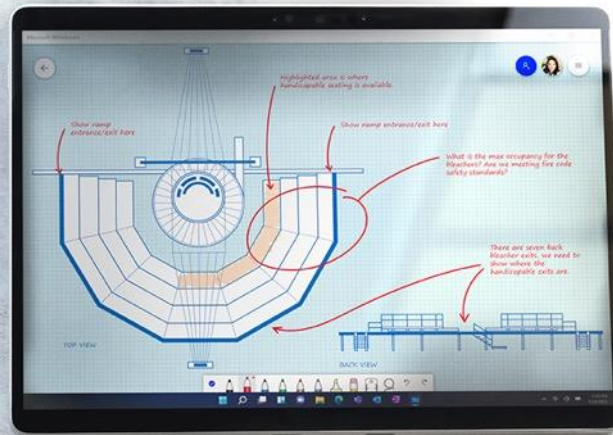 Microsoft Whiteboard
Highlighted area is where
handicapable seating is available.
Show ramp
entrance/exit here
Show ramp entrance/exit here
What is the max occupancy for the
bleachers? Are we meeting fire code
safety standards?
There are seven back
bleacher exits, we need to
show where the
handicapable exits are.
TOP VIEW
BACK VIEW